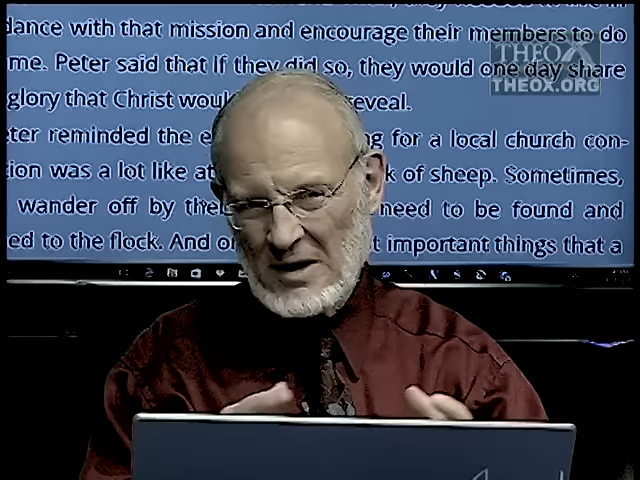 dance with that mission and encourage their members to do
me. Peter said that if they did so, they would one day share
glory that Christ would reveal.
ter reminded the e ng for a local church con-
tion was a lot like at k of sheep. Sometimes,
wander off by the need to be found and
ed to the flock. And o t important things that a
THEOX
THEOX.ORG